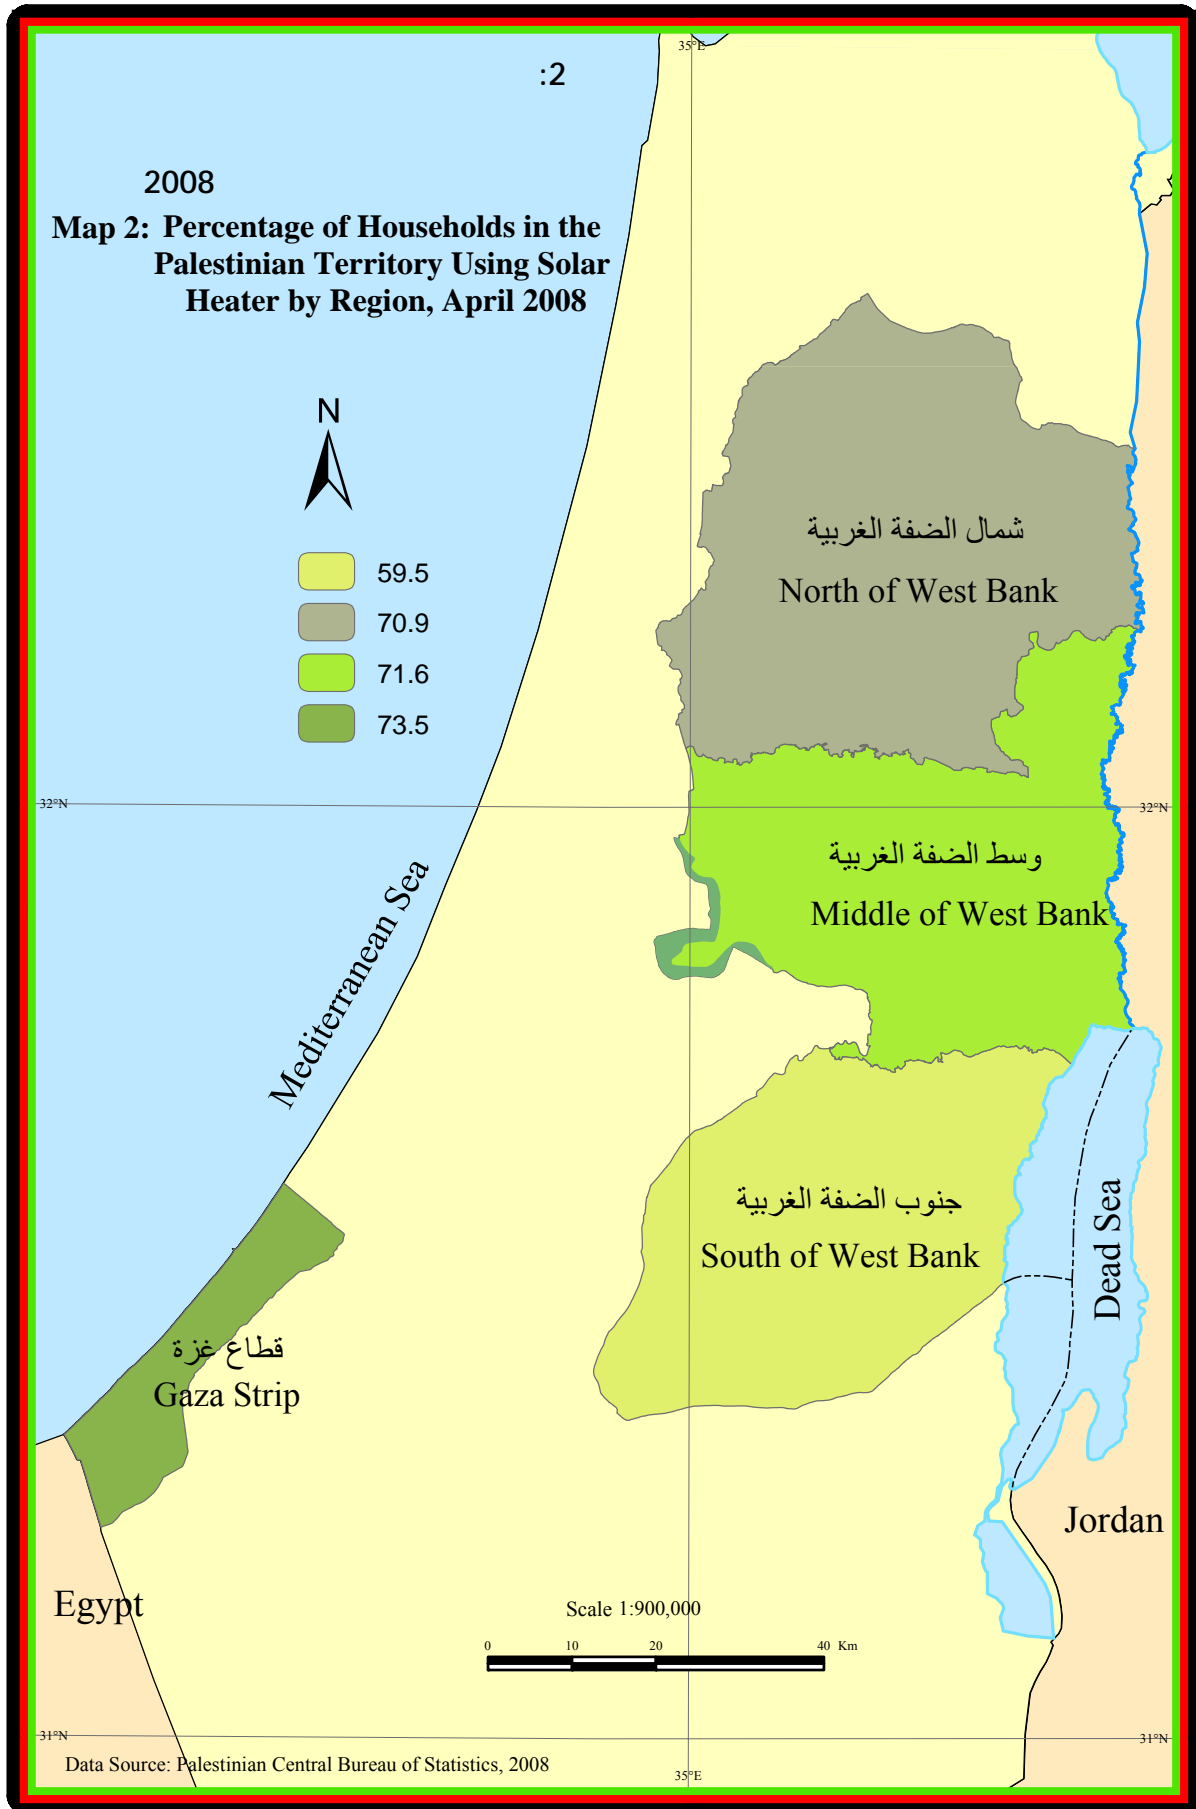 35°E
:2
2008
Map 2: Percentage of Households in the
Palestinian Territory Using Solar
Heater by Region, April 2008
N
59.5
70.9
71.6
73.5
شمال الضفة الغربية
North of West Bank
32°N
32°N
وسط الضفة الغربية
Middle of West Bank
Mediterranean Sea
جنوب الضفة الغربية
South of West Bank
Dead Sea
قطاع غزة
Gaza Strip
Jordan
Egypt
Scale 1:900,000
0 10 20 40 Km
31°N
31°N
Data Source: Palestinian Central Bureau of Statistics, 2008
35°E